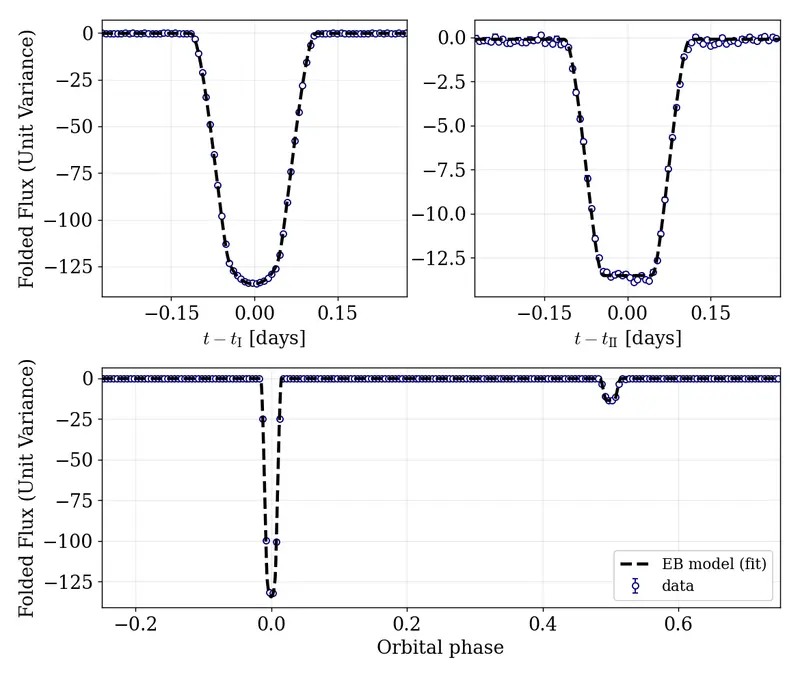 Folded Flux (Unit Variance)
0
−25
−50
−75
−100
−125
−0.15 0.00 0.15
t − t_I [days]
0.0
−2.5
−5.0
−7.5
−10.0
−12.5
−0.15 0.00 0.15
t − t_II [days]
Folded Flux (Unit Variance)
0
−25
−50
−75
−100
−125
−0.2 0.0 0.2 0.4 0.6
Orbital phase
EB model (fit)
data